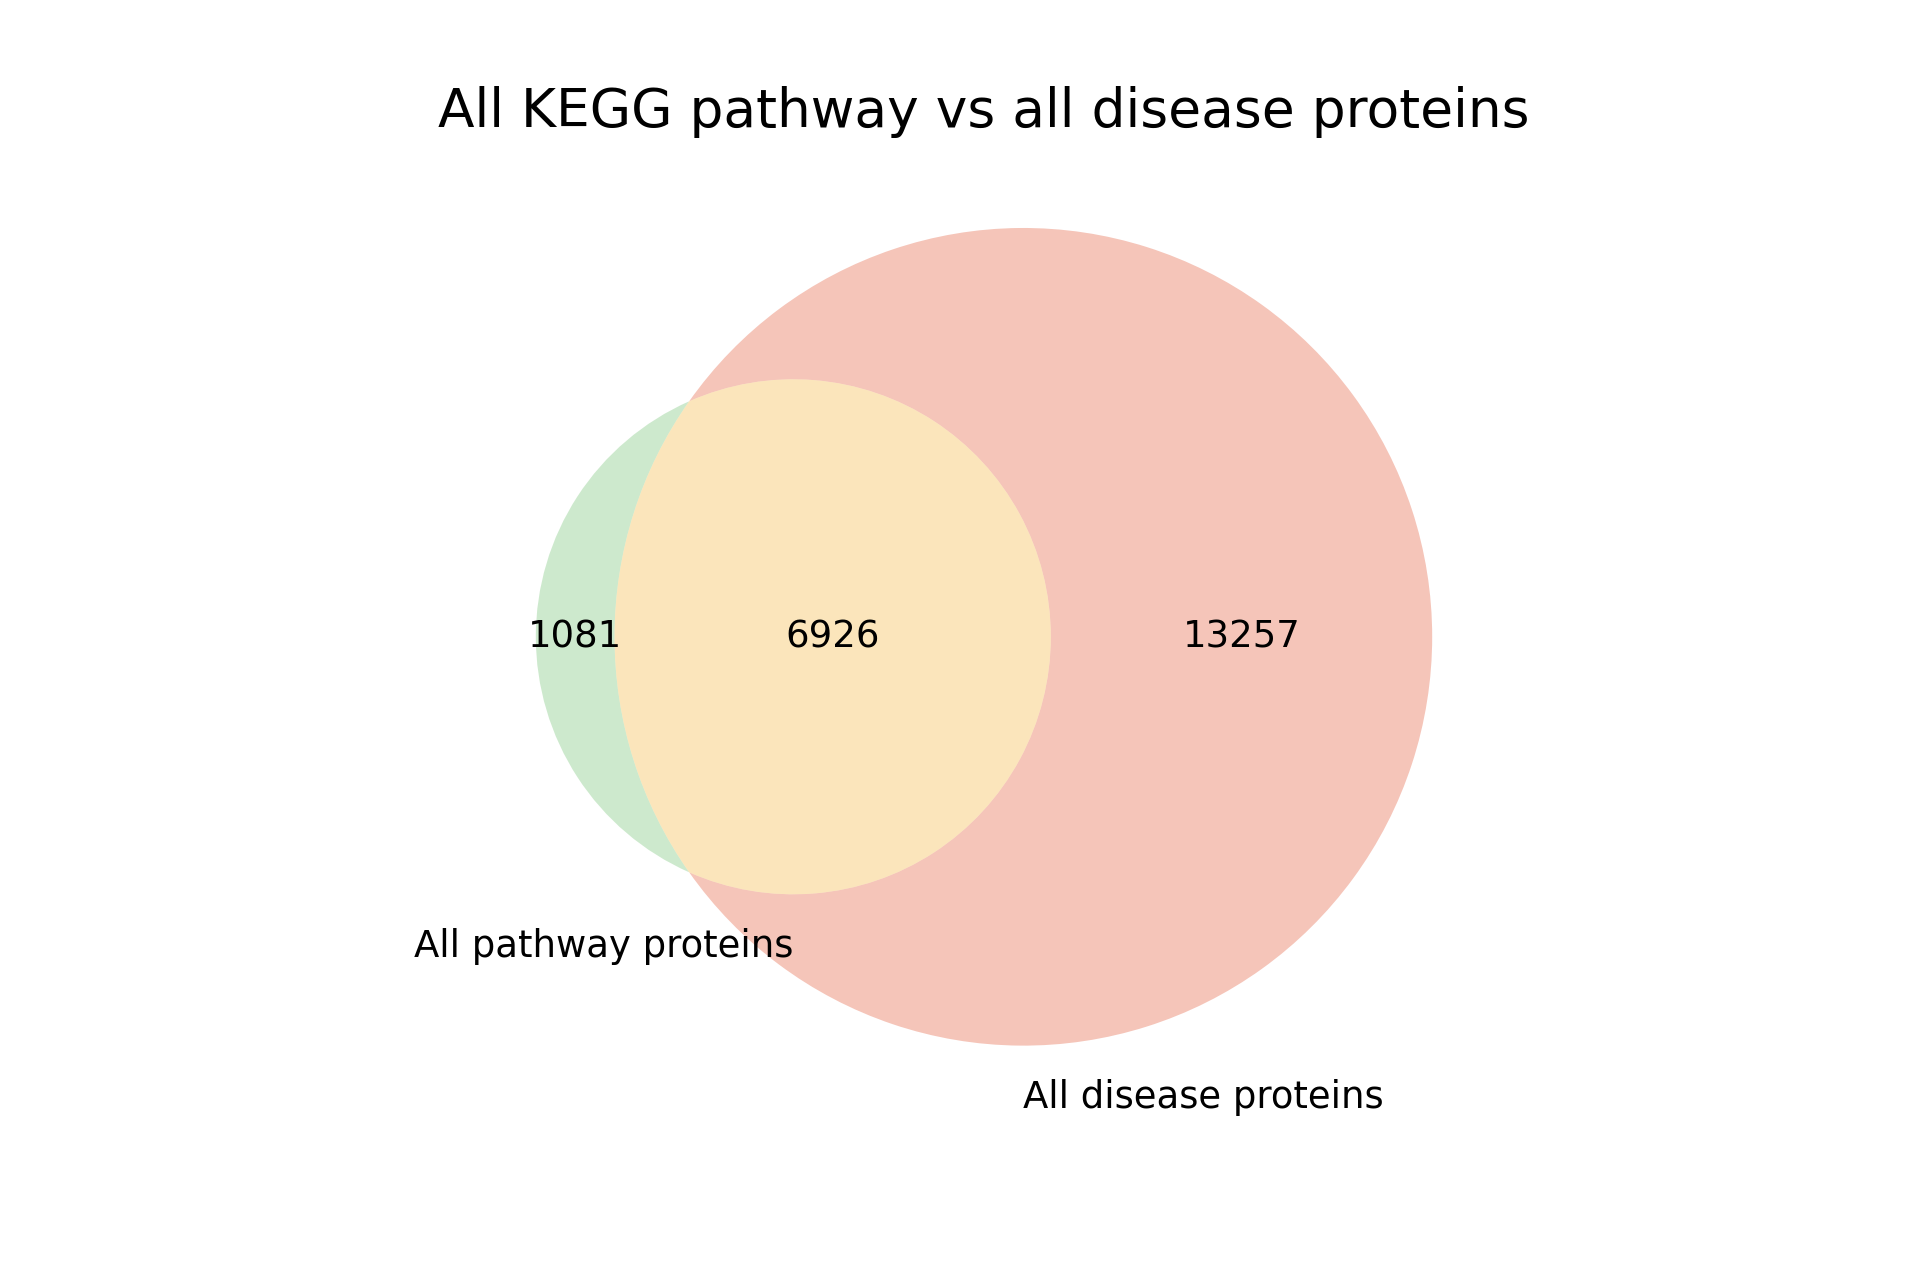 All KEGG pathway vs all disease proteins
1081
6926
13257
All pathway proteins
All disease proteins